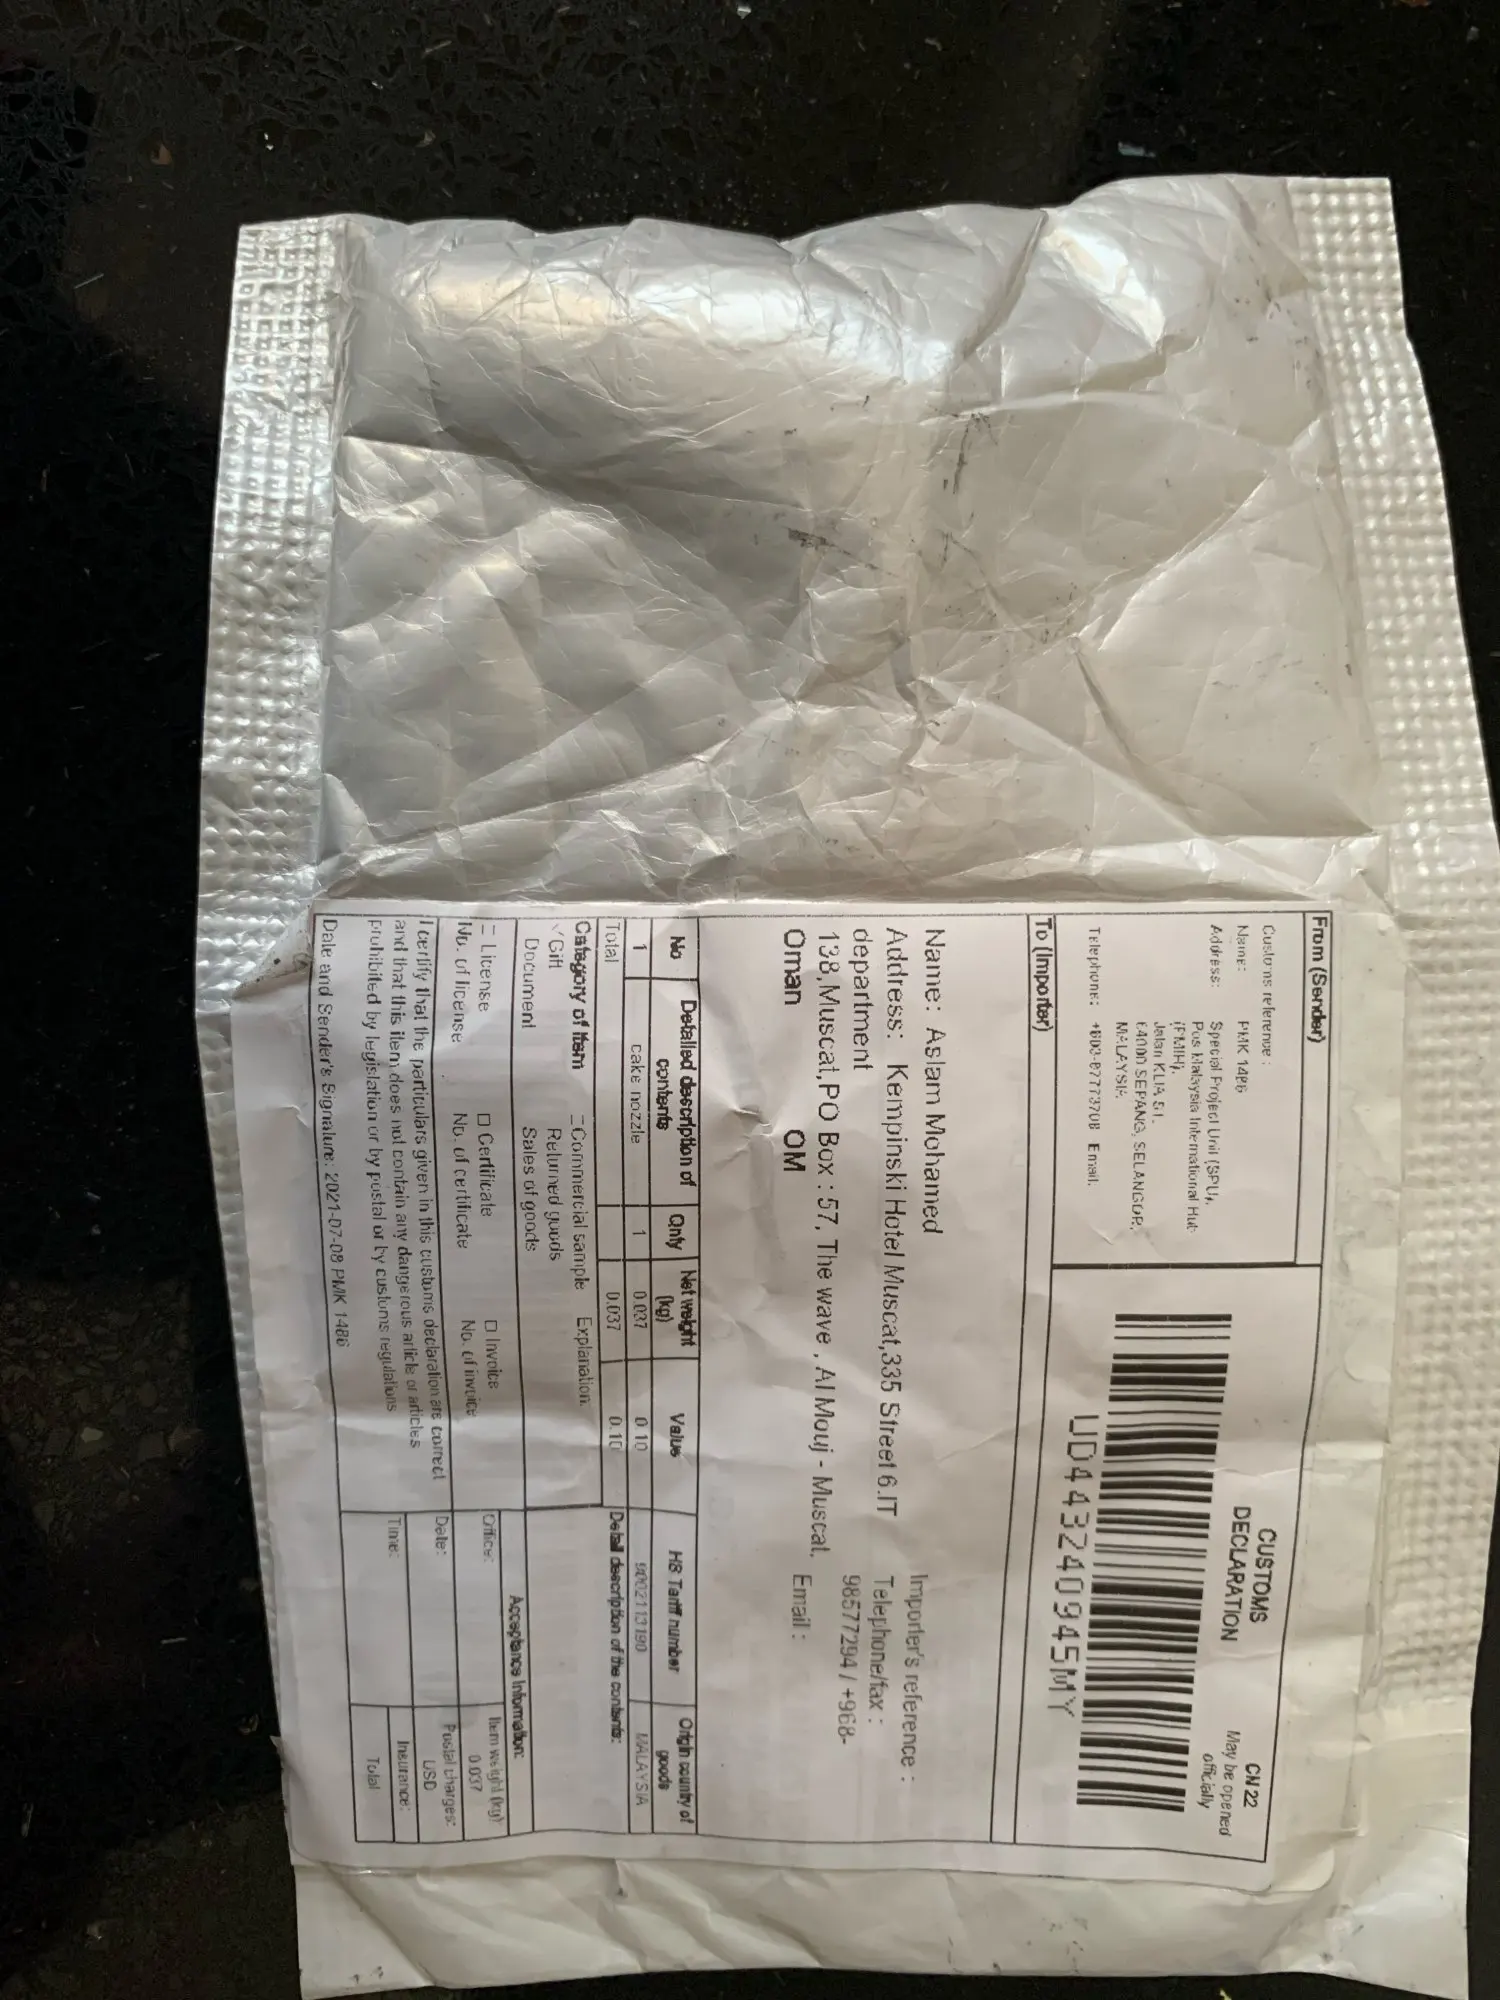 From (Sender)
Customs reference :
Name: PMK 1486
Address: Special Project Unit (SPU),
Pos Malaysia International Hub
(PMIH),
Jalan KLIA S1,
64000 SEPANG, SELANGOR,
MALAYSIA
Telephone: Email:
CUSTOMS
DECLARATION
CN 22
May be opened
officially
UD443240945MY
To (Importer)
Name: Aslam Mohamed
Address: Kempinski Hotel Muscat,335 Street 6.IT
department
138,Muscat,PO Box : 57, The wave , Al Mouj - Muscat,
Oman OM
Importer's reference :
Telephone/fax :
98577294 / +968-
Email :
No Detailed description of contents Qnty Net weight (kg) Value HS Tariff number Origin country of goods
1 cake nozzle 1 0.037 0.10 MALAYSIA
Total 0.037 0.10 Detail description of the contents:
Category of Item -Commercial sample Explanation:
√Gift Returned goods
Document Sales of goods
License □ Certificate □ Invoice
No. of license No. of certificate No. of invoice
I certify that the particulars given in this customs declaration are correct
and that this item does not contain any dangerous article or articles
prohibited by legislation or by postal or by customs regulations
Date and Sender's Signature: 2021-07-08 PMK 1486
Acceptance Information:
Office: Item weight (kg)
0.037
Date: Postal charges:
USD
Time: Insurance:
Total